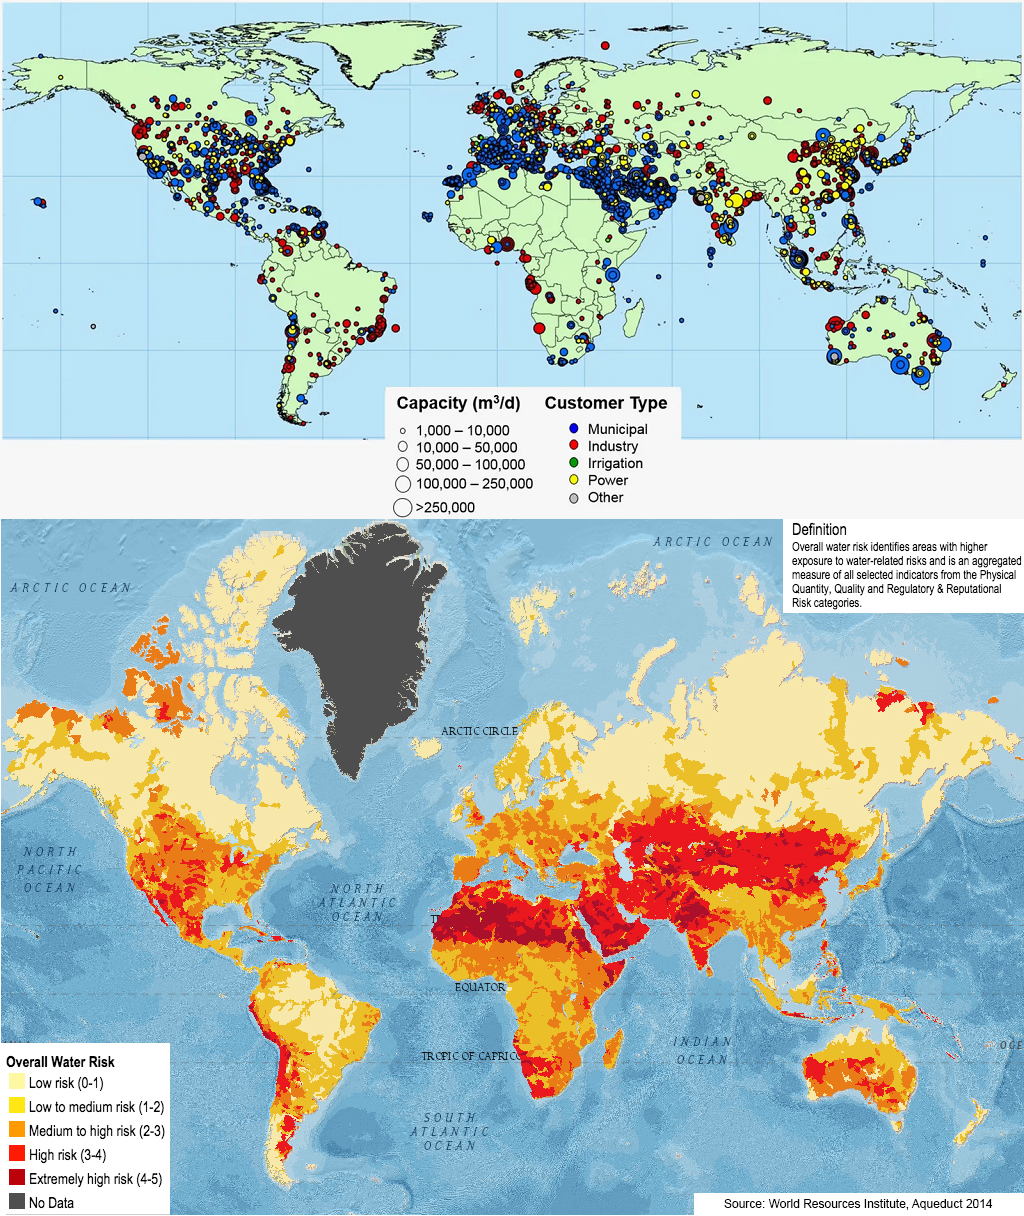 Capacity (m³/d)
1,000 – 10,000
10,000 – 50,000
50,000 – 100,000
100,000 – 250,000
>250,000
Customer Type
Municipal
Industry
Irrigation
Power
Other
Definition
Overall water risk identifies areas with higher
exposure to water-related risks and is an aggregated
measure of all selected indicators from the Physical
Quantity, Quality and Regulatory & Reputational
Risk categories.
ARCTIC OCEAN
ARCTIC OCEAN
ARCTIC CIRCLE
NORTH
PACIFIC
OCEAN
NORTH
ATLANTIC
OCEAN
T
EQUATOR
INDIAN
OCEAN
OCE
TROPIC OF CAPRIC
SOUTH
ATLANTIC
OCEAN
Overall Water Risk
Low risk (0-1)
Low to medium risk (1-2)
Medium to high risk (2-3)
High risk (3-4)
Extremely high risk (4-5)
No Data
Source: World Resources Institute, Aqueduct 2014